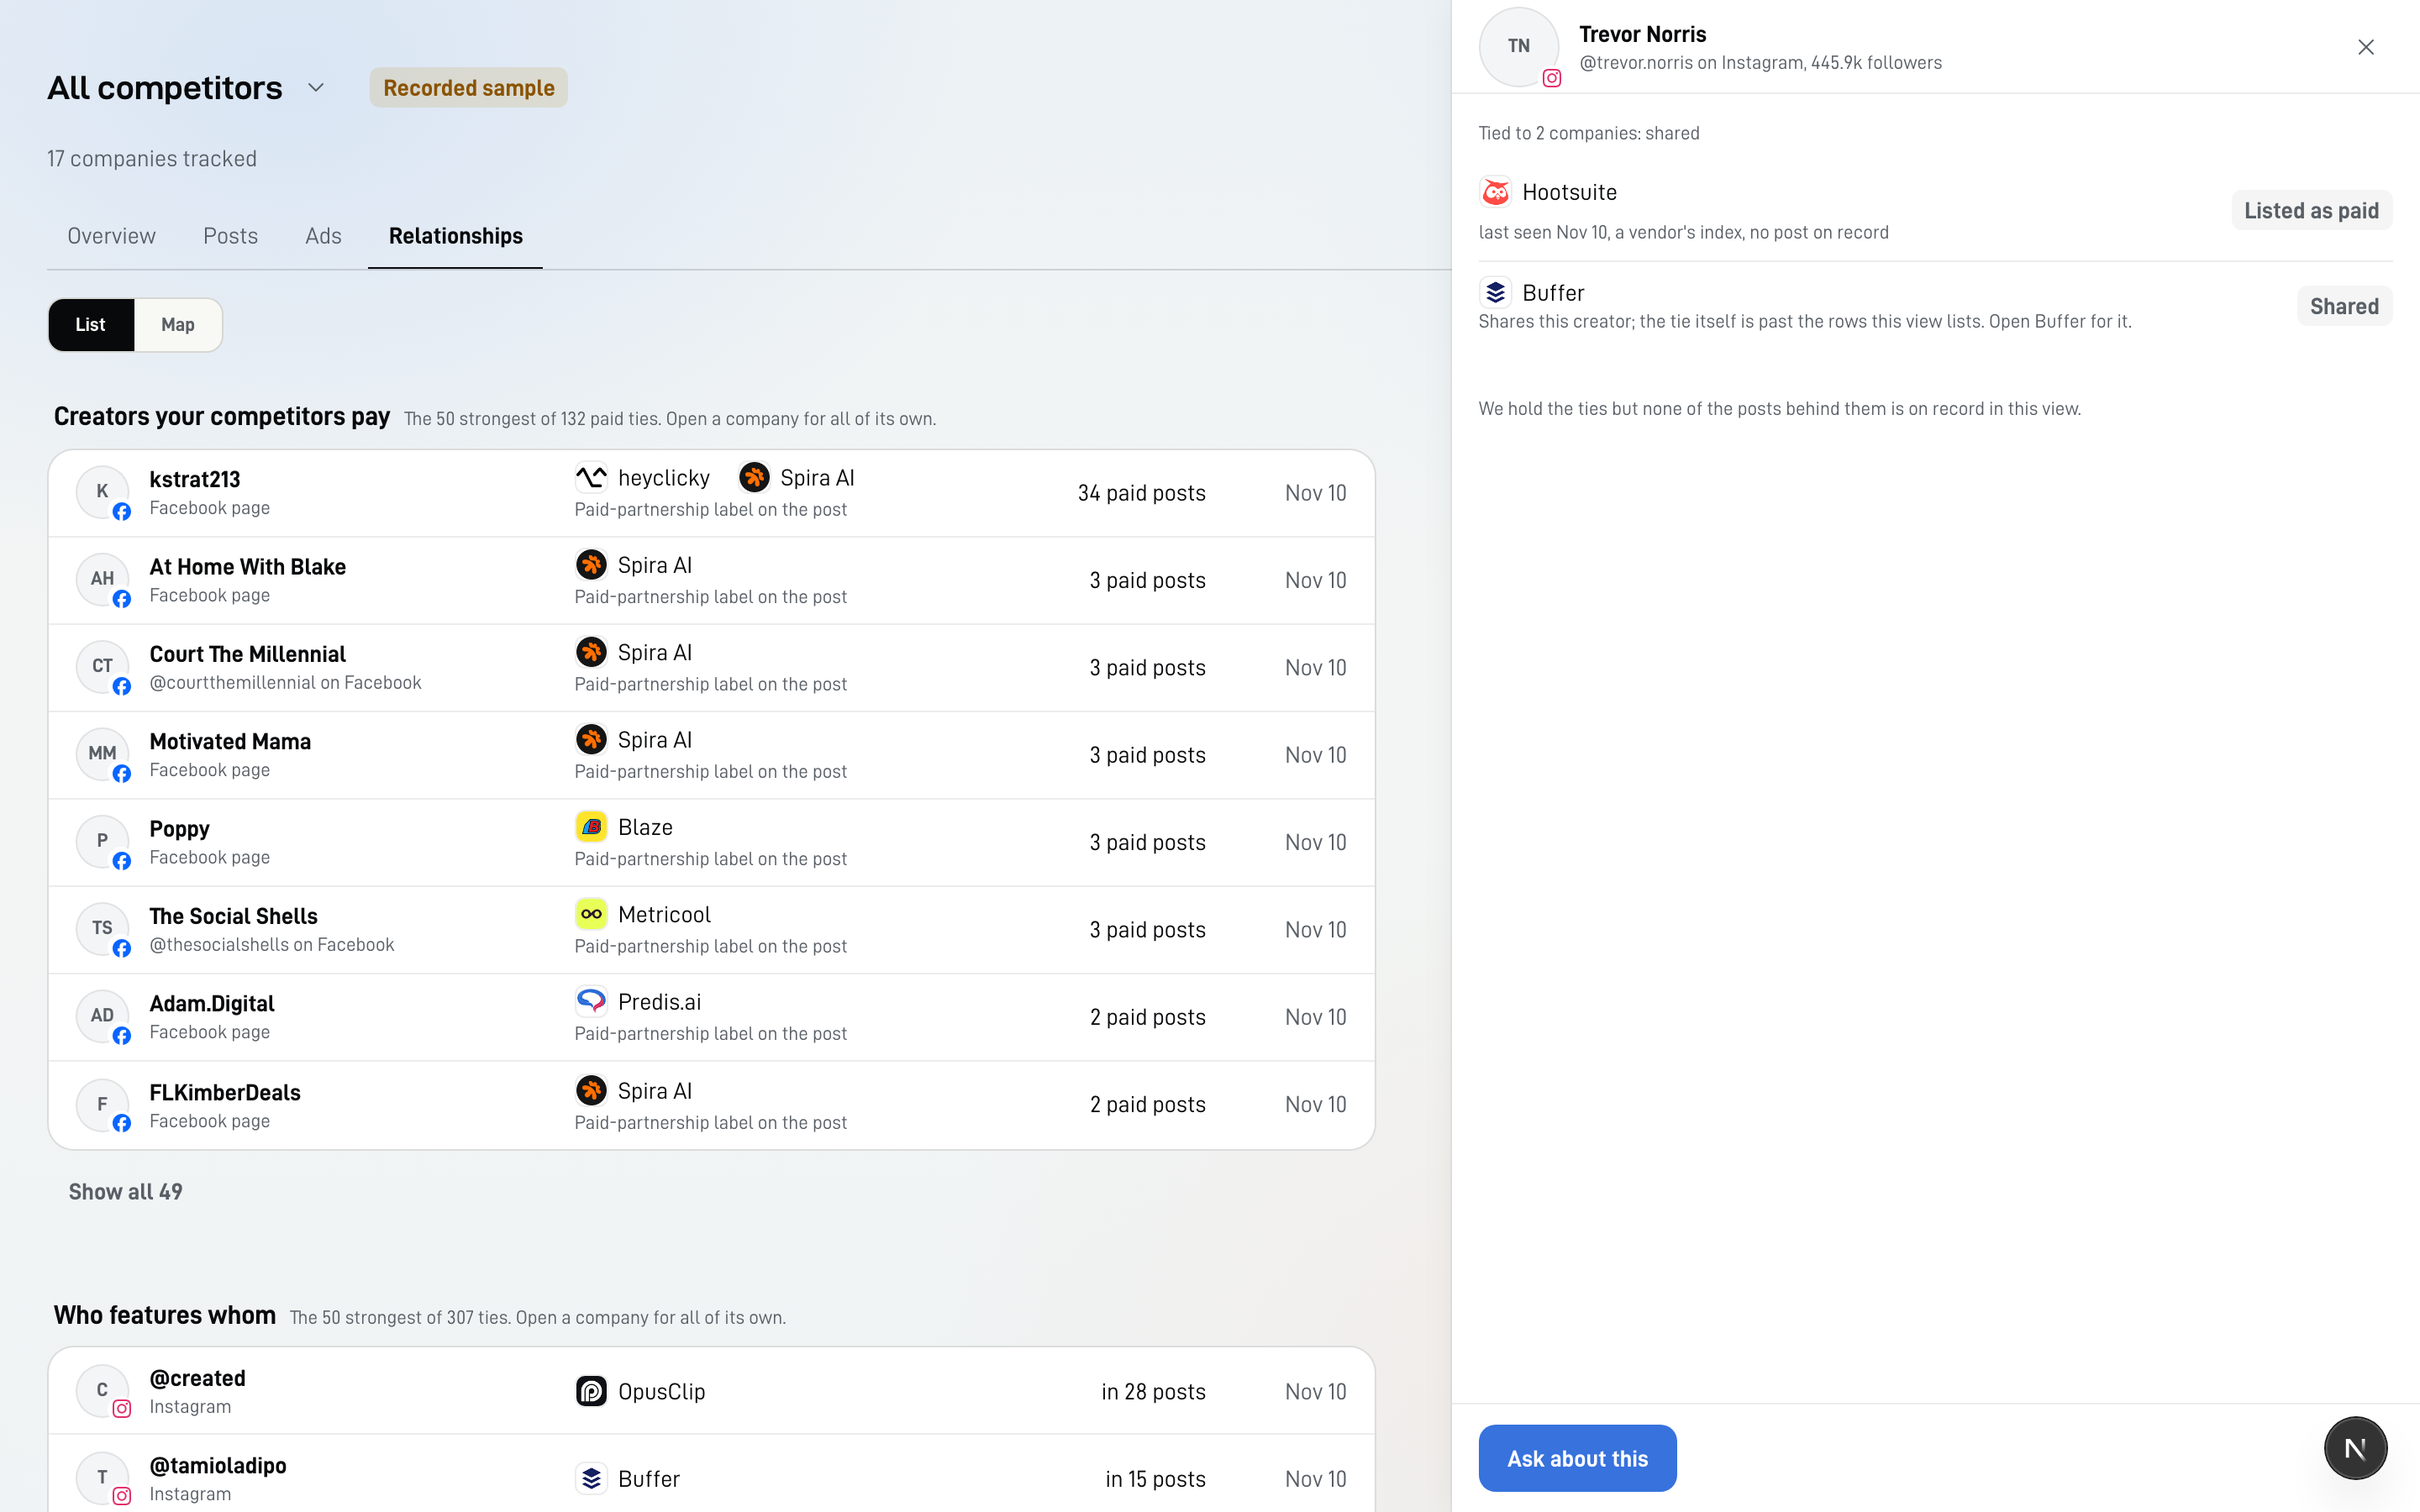 All competitors
Recorded sample
17 companies tracked
Overview
Posts
Ads
Relationships
List
Map
Creators your competitors pay
The 50 strongest of 132 paid ties. Open a company for all of its own.
K
kstrat213
Facebook page
heyclicky
Spira AI
Paid-partnership label on the post
34 paid posts
Nov 10
AH
At Home With Blake
Facebook page
Spira AI
Paid-partnership label on the post
3 paid posts
Nov 10
CT
Court The Millennial
@courtthemillennial on Facebook
Spira AI
Paid-partnership label on the post
3 paid posts
Nov 10
MM
Motivated Mama
Facebook page
Spira AI
Paid-partnership label on the post
3 paid posts
Nov 10
P
Poppy
Facebook page
B
Blaze
Paid-partnership label on the post
3 paid posts
Nov 10
TS
The Social Shells
@thesocialshells on Facebook
Metricool
Paid-partnership label on the post
3 paid posts
Nov 10
AD
Adam.Digital
Facebook page
Predis.ai
Paid-partnership label on the post
2 paid posts
Nov 10
F
FLKimberDeals
Facebook page
Spira AI
Paid-partnership label on the post
2 paid posts
Nov 10
Show all 49
Who features whom
The 50 strongest of 307 ties. Open a company for all of its own.
C
@created
Instagram
OpusClip
in 28 posts
Nov 10
T
@tamioladipo
Instagram
Buffer
in 15 posts
Nov 10
TN
Trevor Norris
@trevor.norris on Instagram, 445.9k followers
Tied to 2 companies: shared
Hootsuite
last seen Nov 10, a vendor's index, no post on record
Listed as paid
Buffer
Shares this creator; the tie itself is past the rows this view lists. Open Buffer for it.
Shared
We hold the ties but none of the posts behind them is on record in this view.
Ask about this
N